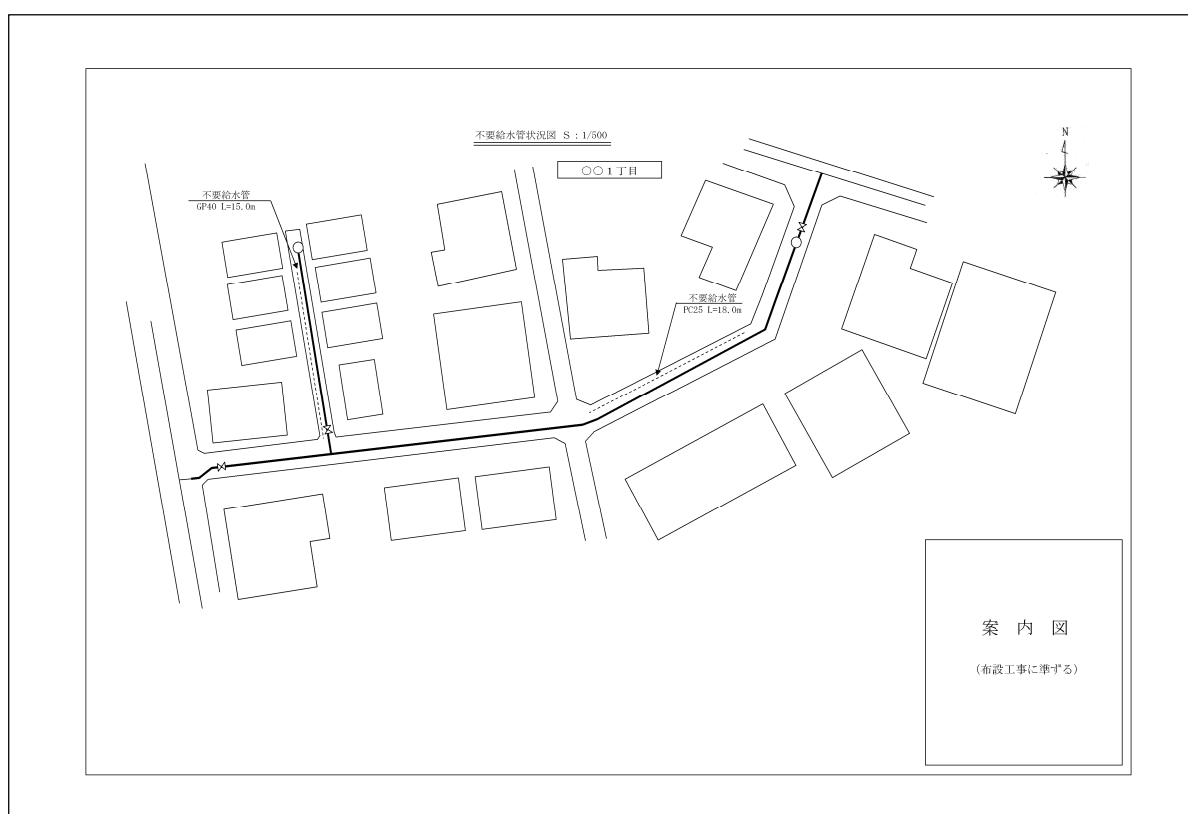 不要給水管状況図 S：1/500
○○1丁目
N
不要給水管
GP40 L=15.0m
不要給水管
PC25 L=18.0m
案 内 図
(布設工事に準ずる)